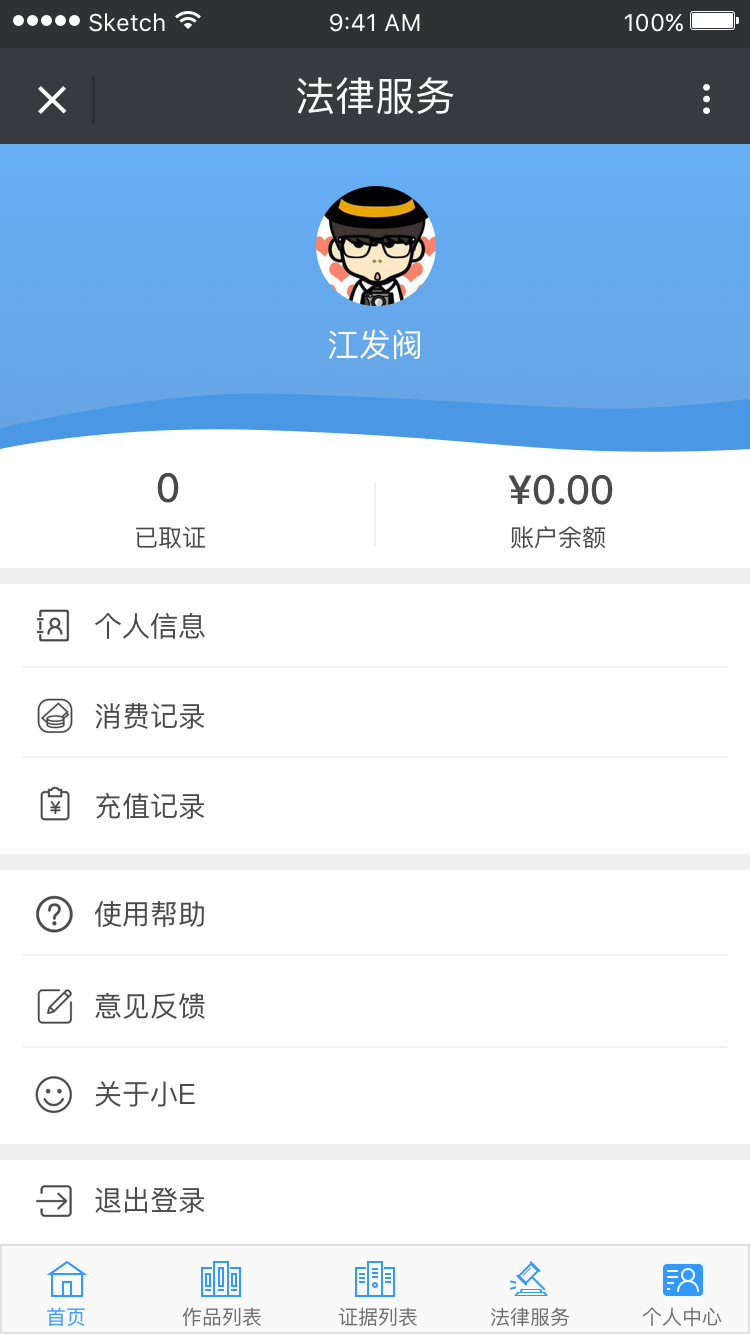 Sketch 9:41 AM 100%
法律服务
江发阀
0 ¥0.00
已取证 账户余额
个人信息
消费记录
充值记录
使用帮助
意见反馈
关于小E
退出登录
首页 作品列表 证据列表 法律服务 个人中心